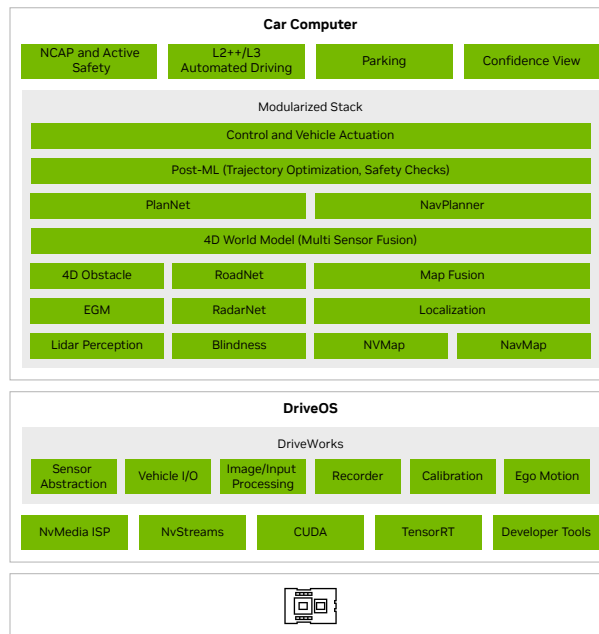 Car Computer
NCAP and Active
Safety
L2++/L3
Automated Driving
Parking
Confidence View
Modularized Stack
Control and Vehicle Actuation
Post-ML (Trajectory Optimization, Safety Checks)
PlanNet
NavPlanner
4D World Model (Multi Sensor Fusion)
4D Obstacle
RoadNet
Map Fusion
EGM
RadarNet
Localization
Lidar Perception
Blindness
NVMap
NavMap
DriveOS
DriveWorks
Sensor
Abstraction
Vehicle I/O
Image/Input
Processing
Recorder
Calibration
Ego Motion
NvMedia ISP
NvStreams
CUDA
TensorRT
Developer Tools